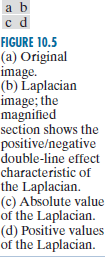 a b
c d
FIGURE 10.5
(a) Original
image.
(b) Laplacian
image; the
magnified
section shows the
positive/negative
double-line effect
characteristic of
the Laplacian.
(c) Absolute value
of the Laplacian.
(d) Positive values
of the Laplacian.